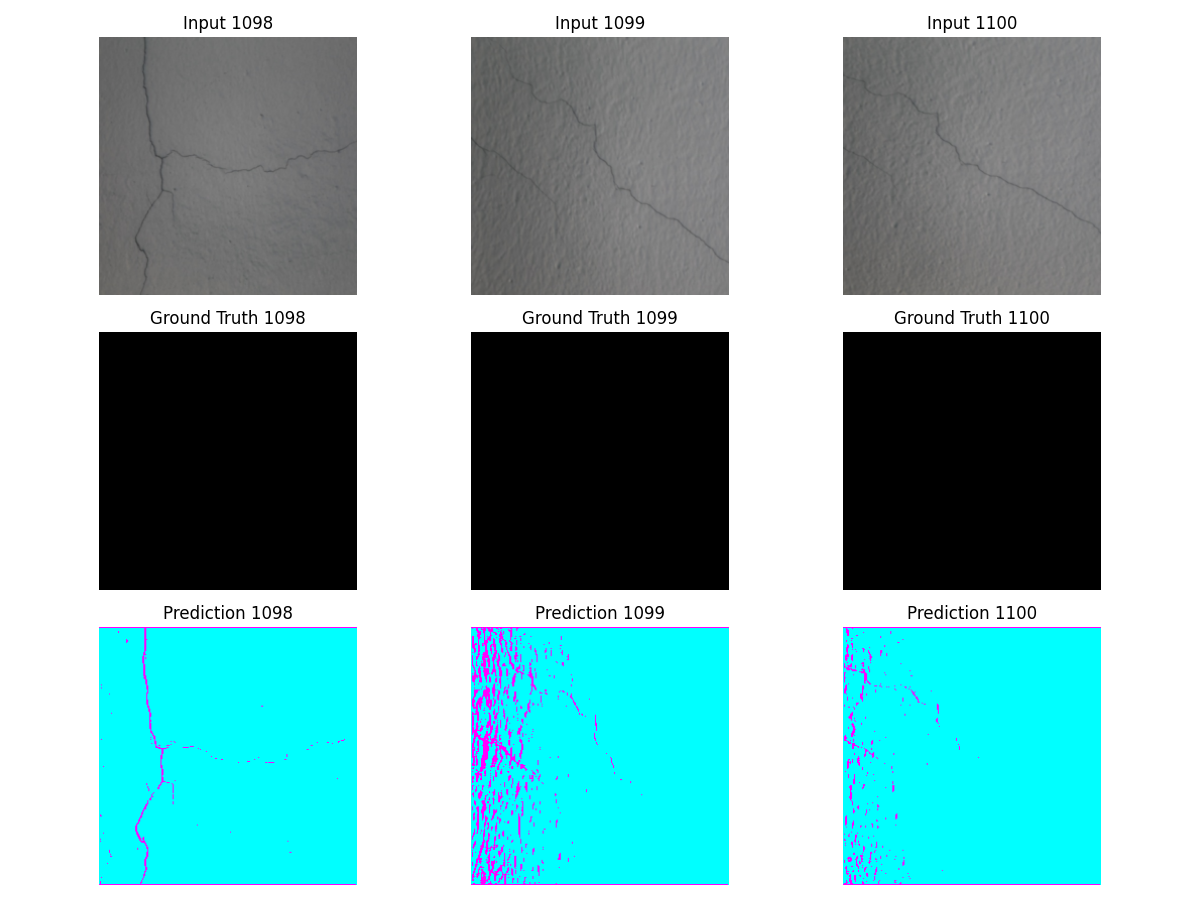 Input 1098
Input 1099
Input 1100
Ground Truth 1098
Ground Truth 1099
Ground Truth 1100
Prediction 1098
Prediction 1099
Prediction 1100